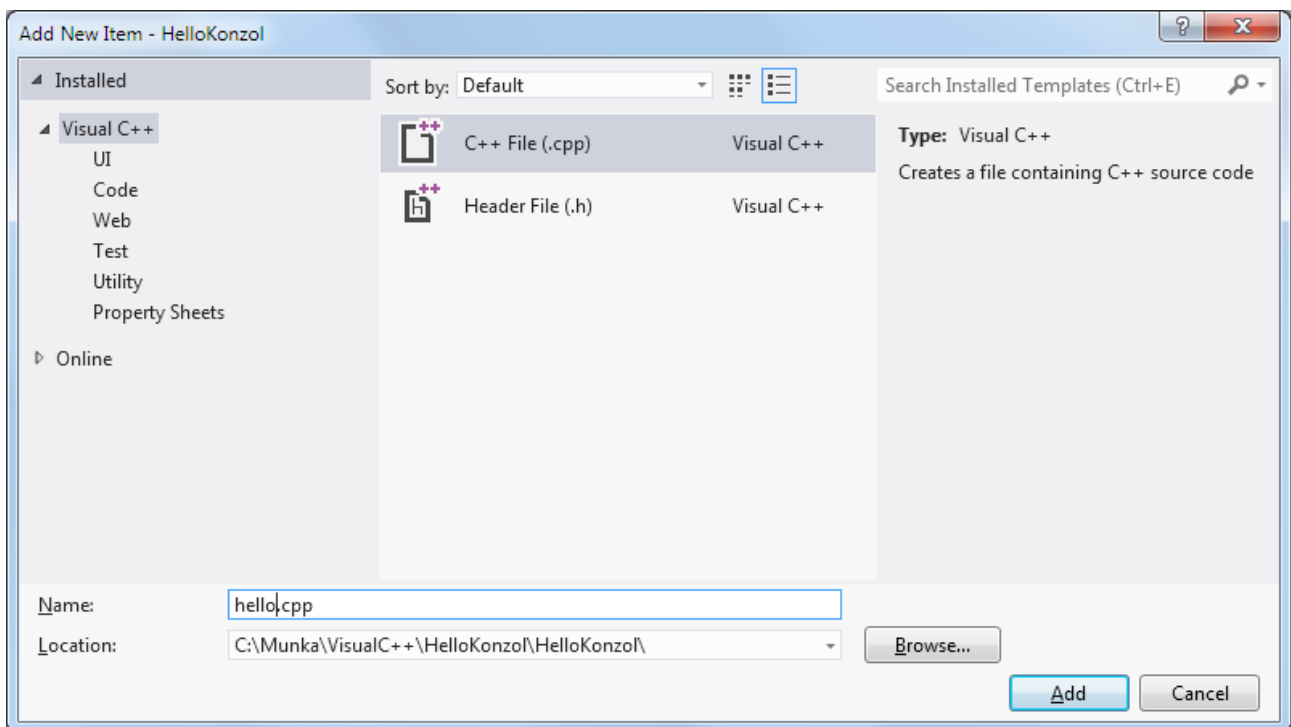 Add New Item - HelloKonzol
Installed
Visual C++
UI
Code
Web
Test
Utility
Property Sheets
Online
Sort by: Default
C++ File (.cpp) Visual C++
Header File (.h) Visual C++
Search Installed Templates (Ctrl+E)
Type: Visual C++
Creates a file containing C++ source code
Name: hello.cpp
Location: C:\Munka\VisualC++\HelloKonzol\HelloKonzol\ Browse...
Add Cancel